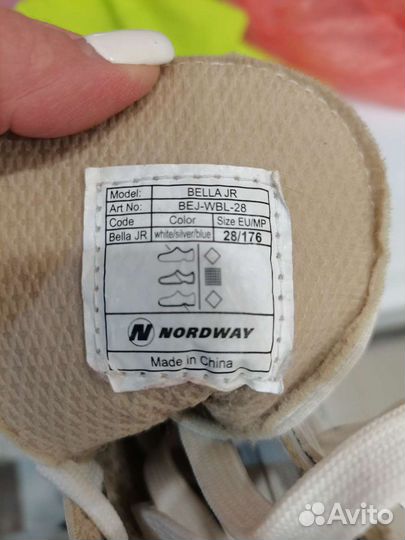 Model: BELLA JR
Art No: BEJ-WBL-28
Code Color Size EU/MP
Bella JR white/silver/blue 28/176
N NORDWAY
Made in China
Avito